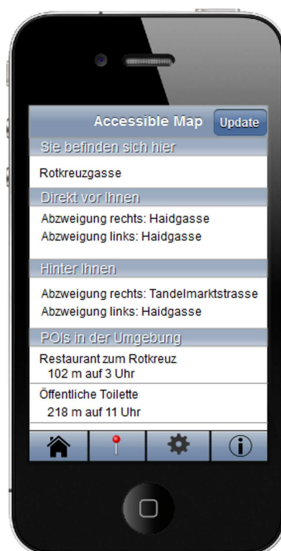 Accessible Map
Update
Sie befinden sich hier
Rotkreuzgasse
Direkt vor Ihnen
Abzweigung rechts: Haidgasse
Abzweigung links: Haidgasse
Hinter Ihnen
Abzweigung rechts: Tandelmarktstrasse
Abzweigung links: Haidgasse
POIs in der Umgebung
Restaurant zum Rotkreuz
102 m auf 3 Uhr
Öffentliche Toilette
218 m auf 11 Uhr